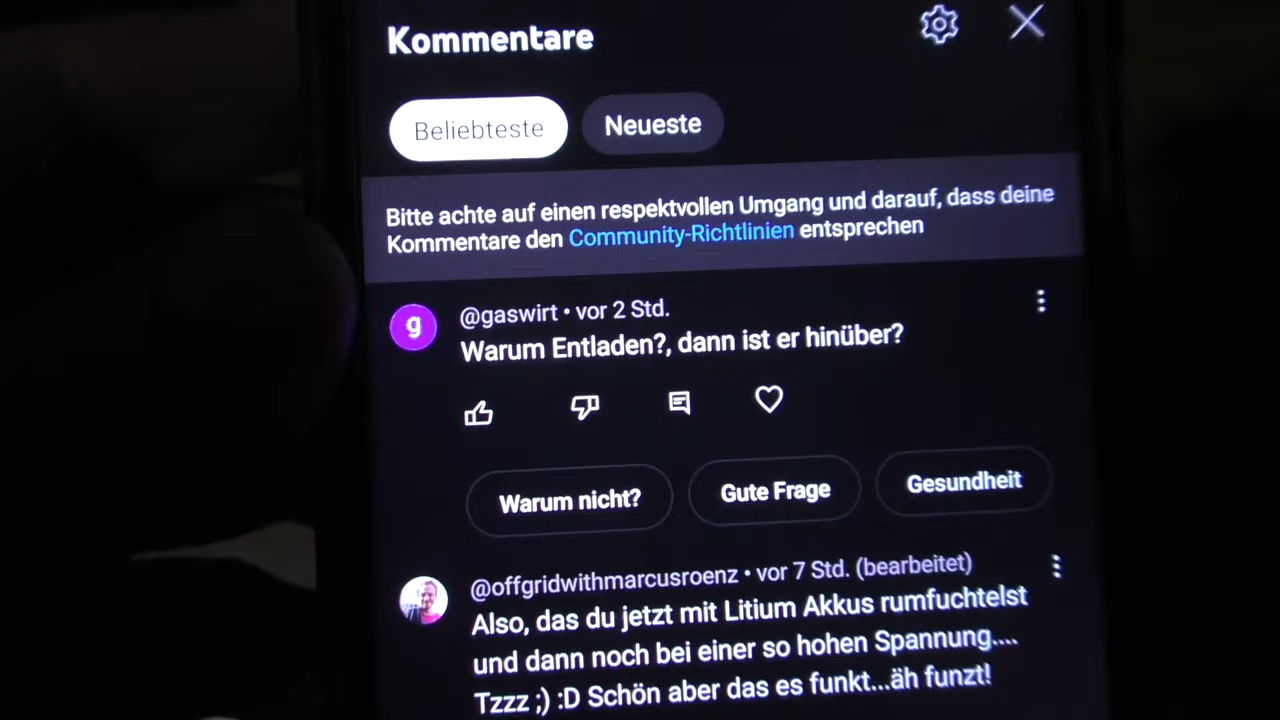 Kommentare
Beliebteste
Neueste
Bitte achte auf einen respektvollen Umgang und darauf, dass deine
Kommentare den Community-Richtlinien entsprechen
g
@gaswirt • vor 2 Std.
Warum Entladen?, dann ist er hinüber?
Warum nicht?
Gute Frage
Gesundheit
@offgridwithmarcusroenz • vor 7 Std. (bearbeitet)
Also, das du jetzt mit Litium Akkus rumfuchtelst
und dann noch bei einer so hohen Spannung....
Tzzz ;) :D Schön aber das es funkt...äh funzt!